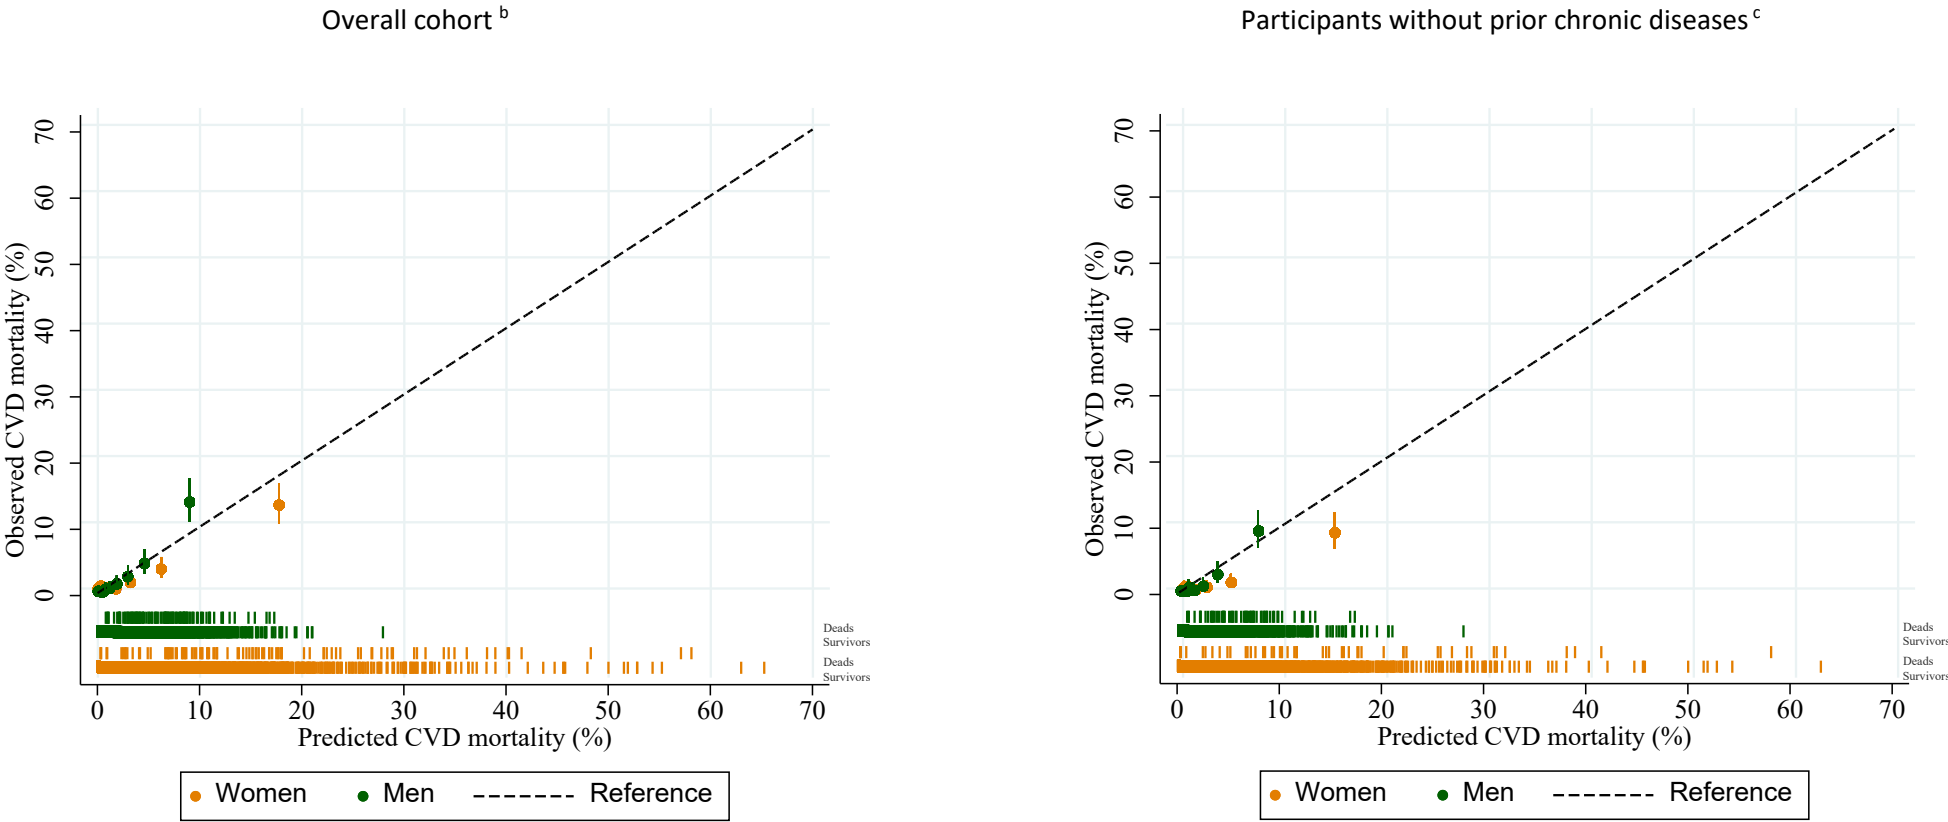 Overall cohort b
Observed CVD mortality (%)
70
60
50
40
30
20
10
0
Deads
Survivors
Deads
Survivors
0 10 20 30 40 50 60 70
Predicted CVD mortality (%)
Women Men Reference
Participants without prior chronic diseases c
Observed CVD mortality (%)
70
60
50
40
30
20
10
0
Deads
Survivors
Deads
Survivors
0 10 20 30 40 50 60 70
Predicted CVD mortality (%)
Women Men Reference